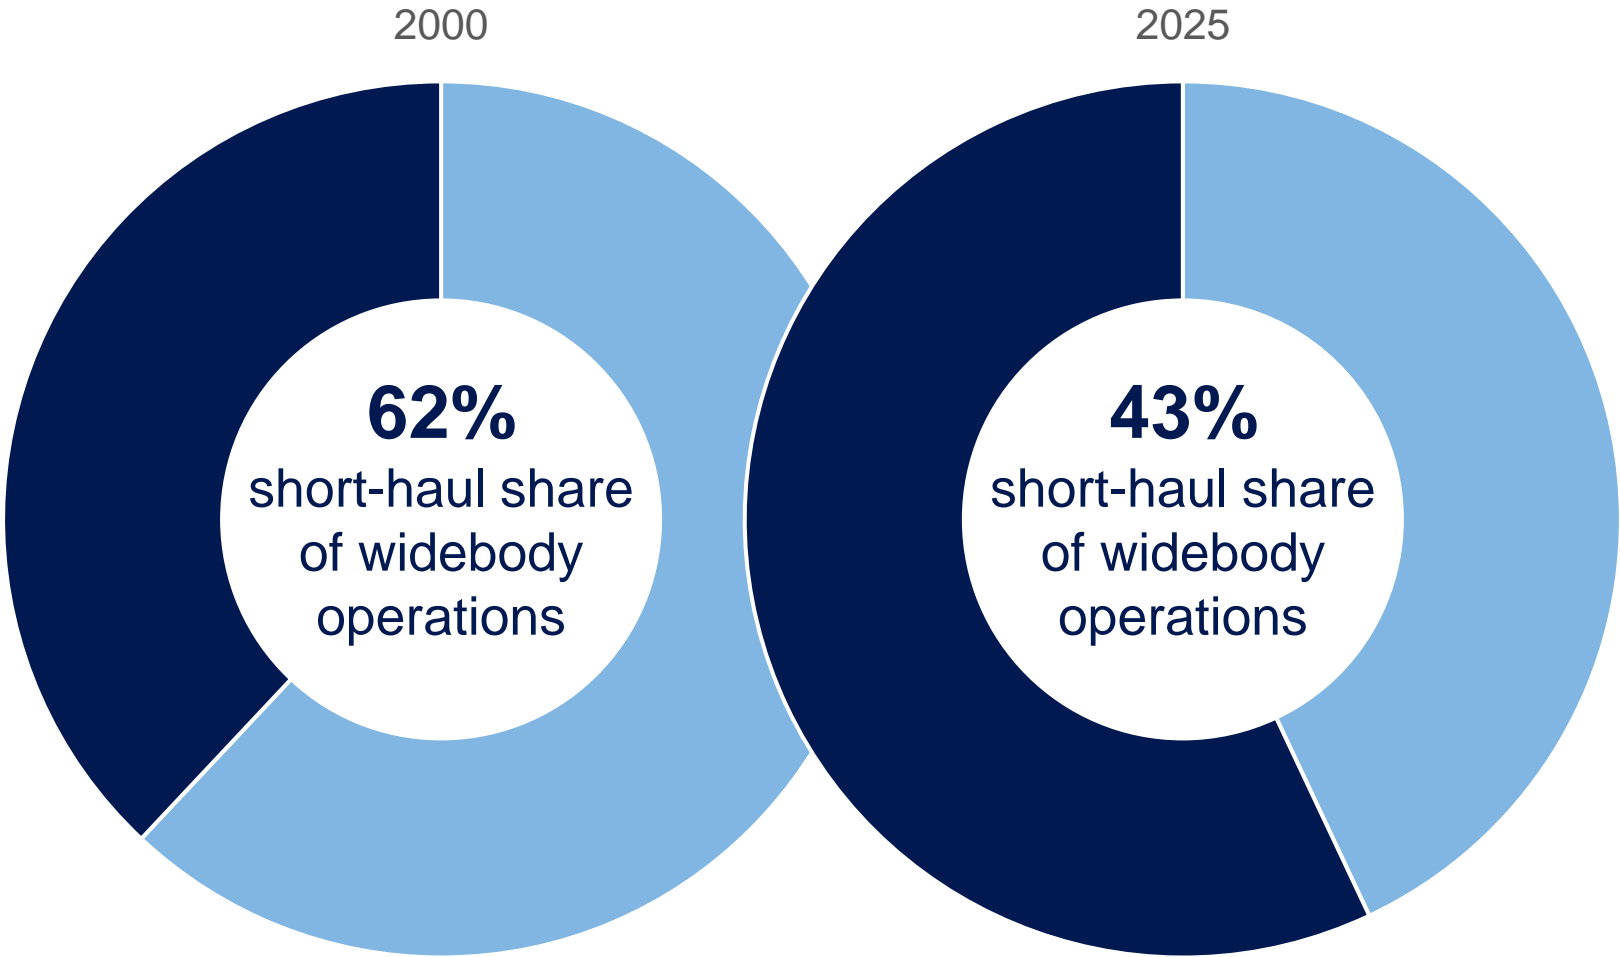 2000
62%
short-haul share
of widebody
operations
2025
43%
short-haul share
of widebody
operations